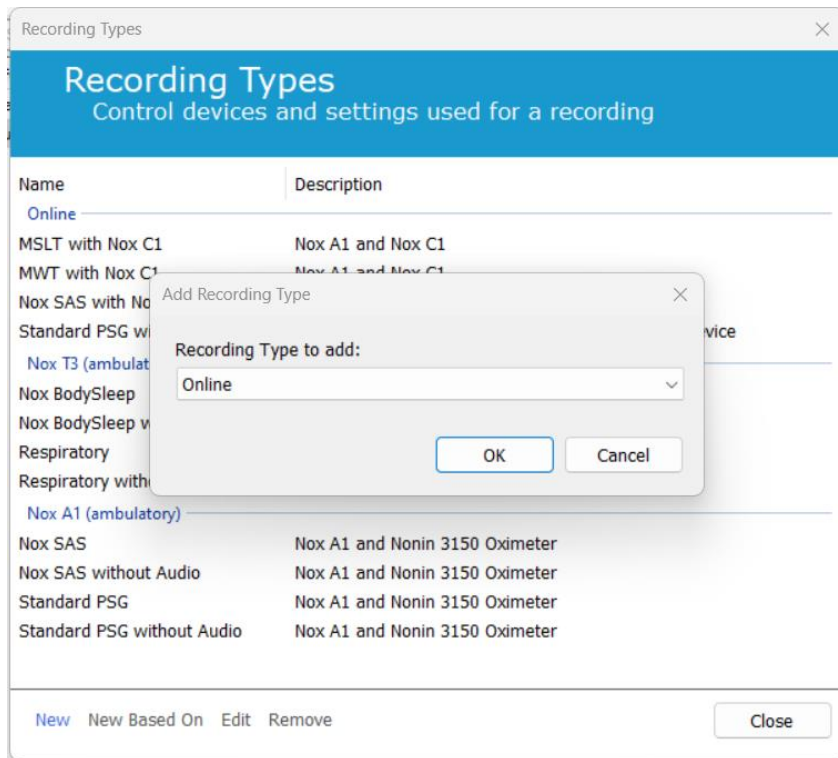 Recording Types
Recording Types
Control devices and settings used for a recording
Name Description
Online
MSLT with Nox C1 Nox A1 and Nox C1
MWT with Nox C1 Nox A1 and Nox C1
Nox SAS with
Standard PSG
Add Recording Type
Recording Type to add:
Online
OK Cancel
Nox T3
Nox BodySleep
Nox BodySleep
Respiratory
Respiratory
Nox A1 (ambulatory)
Nox SAS Nox A1 and Nonin 3150 Oximeter
Nox SAS without Audio Nox A1 and Nonin 3150 Oximeter
Standard PSG Nox A1 and Nonin 3150 Oximeter
Standard PSG without Audio Nox A1 and Nonin 3150 Oximeter
New New Based On Edit Remove Close